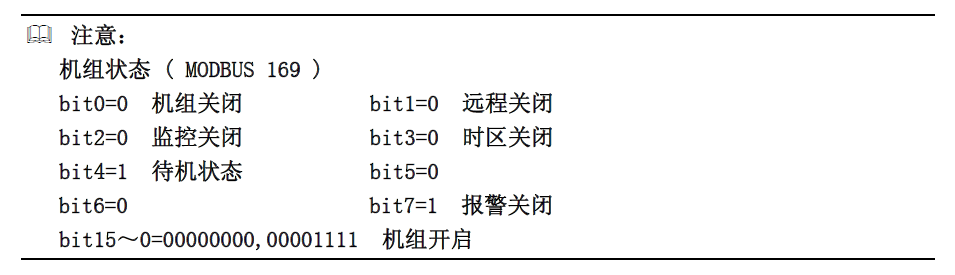 注意：
机组状态 ( MODBUS 169 )
bit0=0 机组关闭 bit1=0 远程关闭
bit2=0 监控关闭 bit3=0 时区关闭
bit4=1 待机状态 bit5=0
bit6=0 bit7=1 报警关闭
bit15～0=00000000,00001111 机组开启